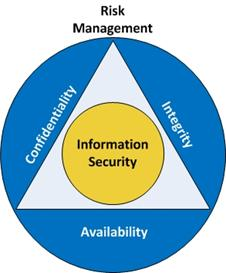 Risk
Management
Confidentiality
Integrity
Information
Security
Availability